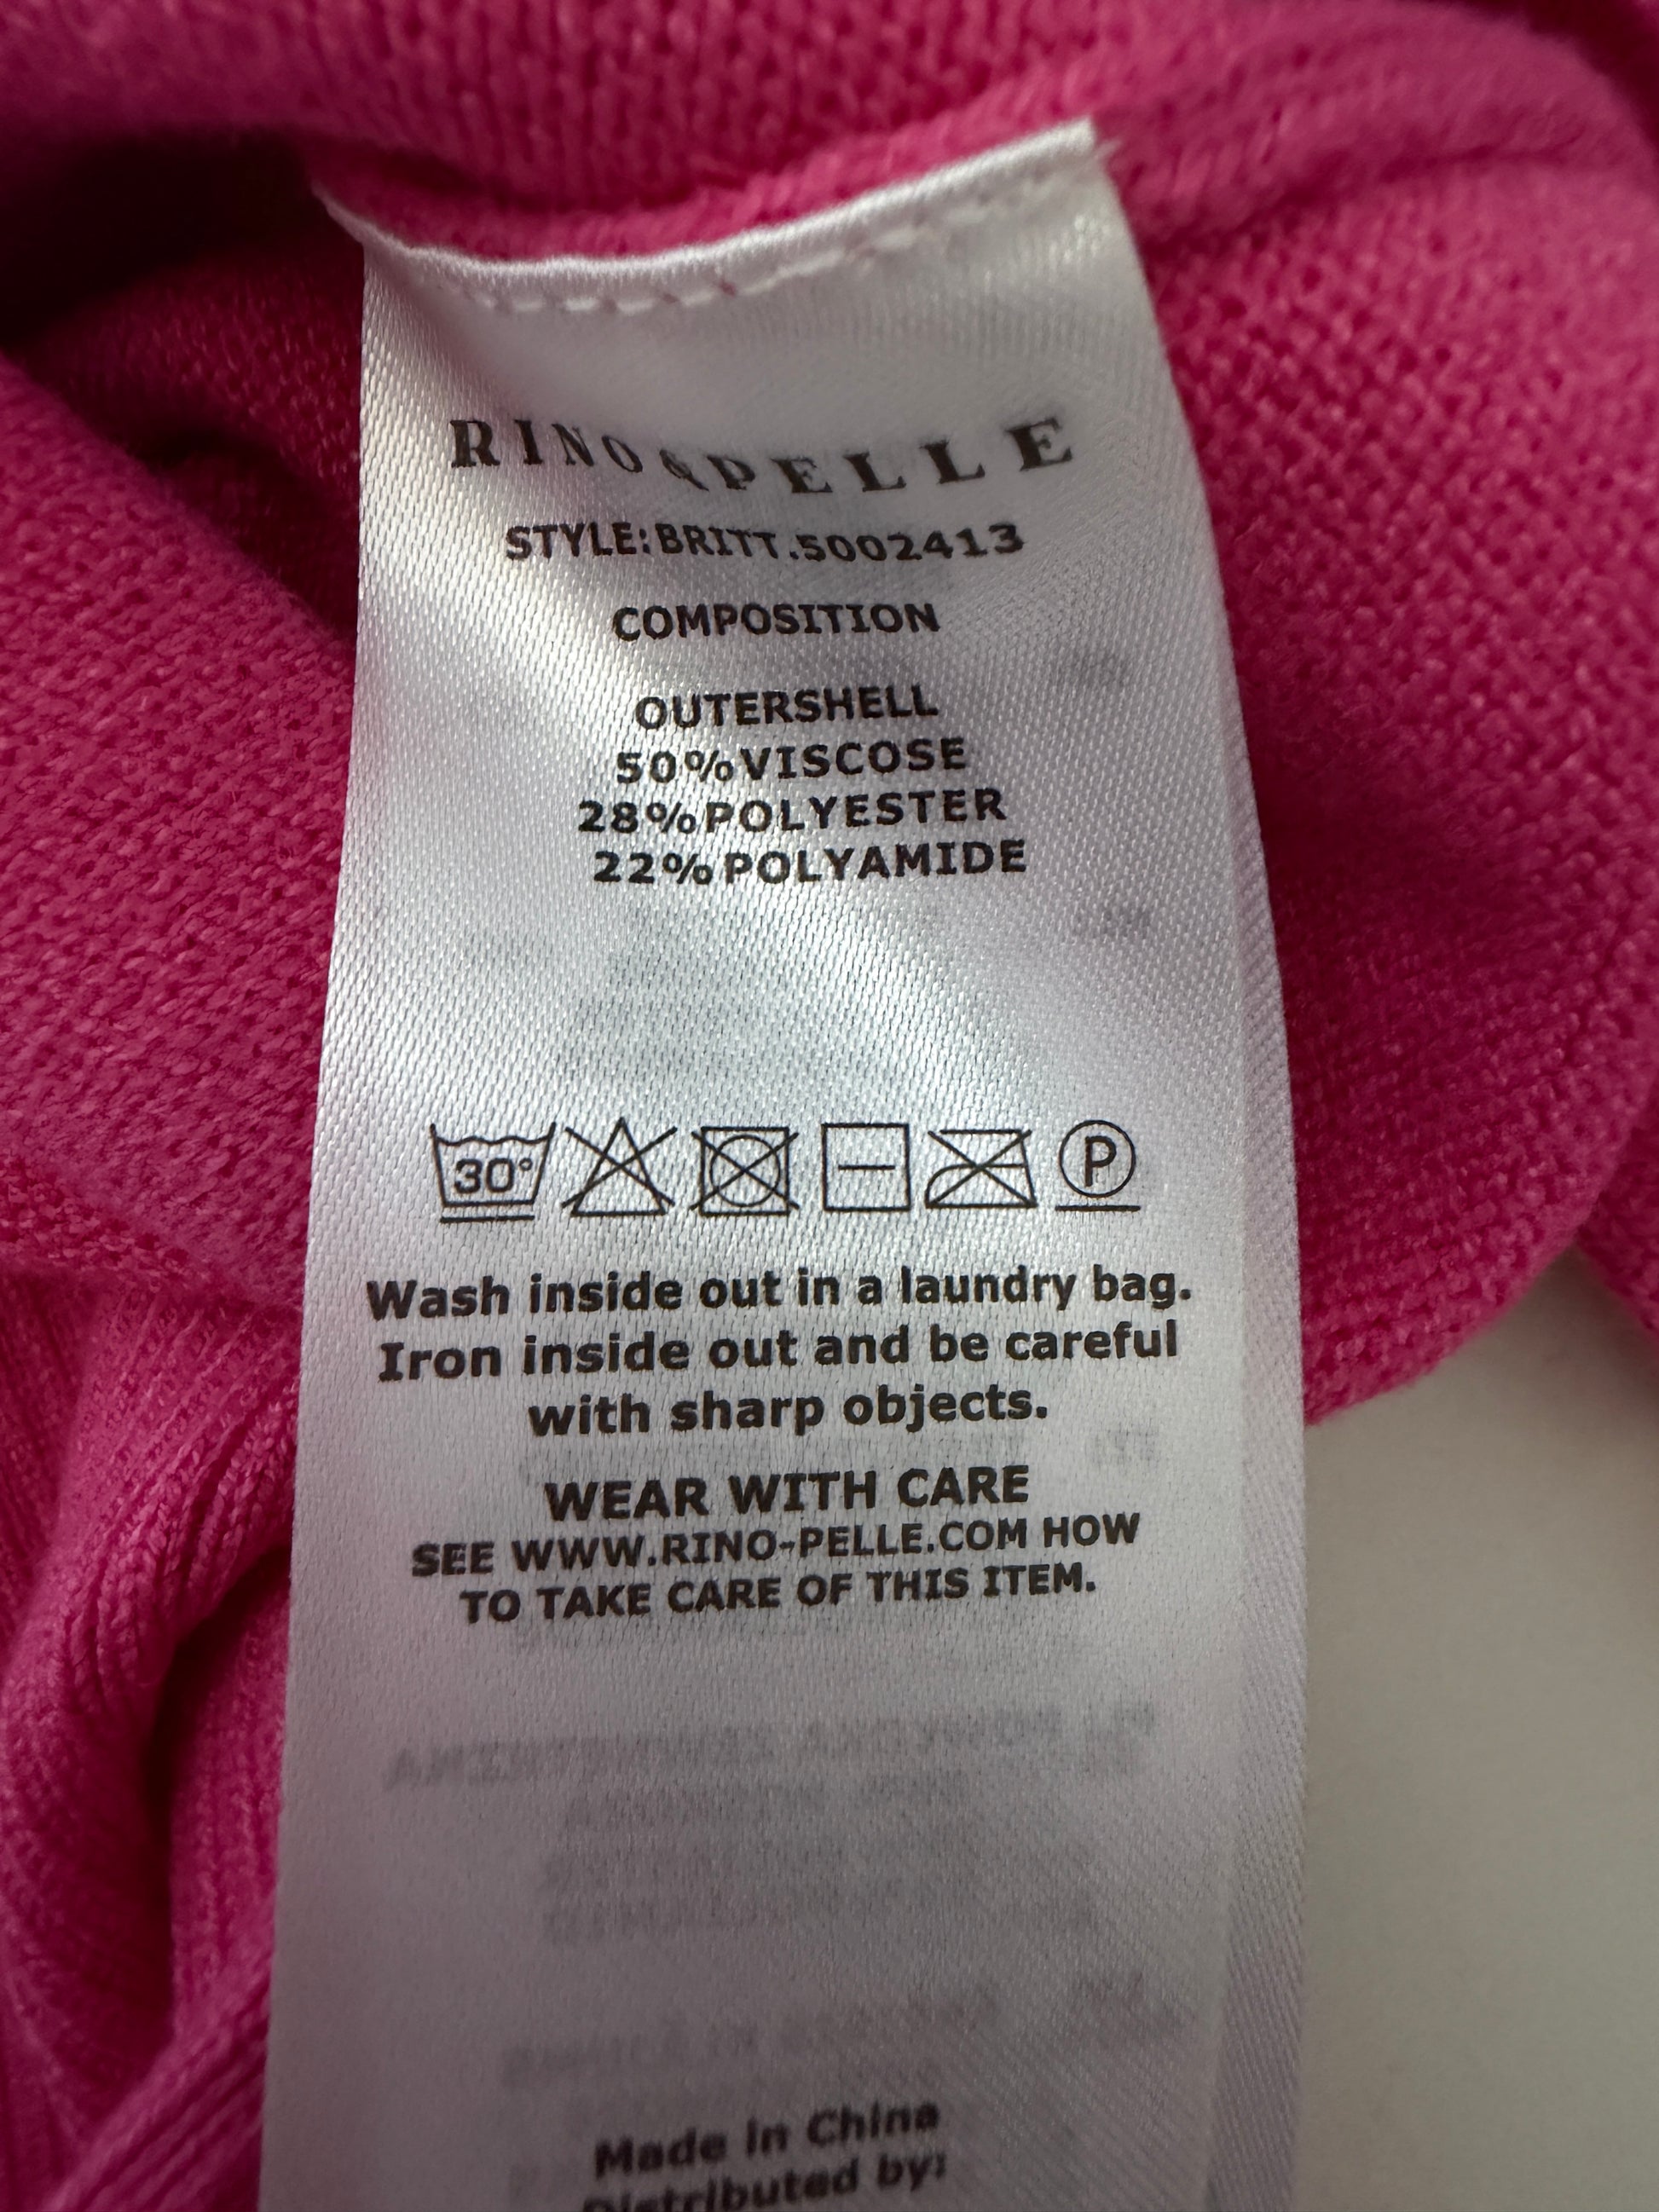 RINO&PELLE
STYLE:BRITT.5002413
COMPOSITION
OUTERSHELL
50%VISCOSE
28%POLYESTER
22%POLYAMIDE
30° P
Wash inside out in a laundry bag.
Iron inside out and be careful
with sharp objects.
WEAR WITH CARE
SEE WWW.RINO-PELLE.COM HOW
TO TAKE CARE OF THIS ITEM.
Made in China
Distributed by: